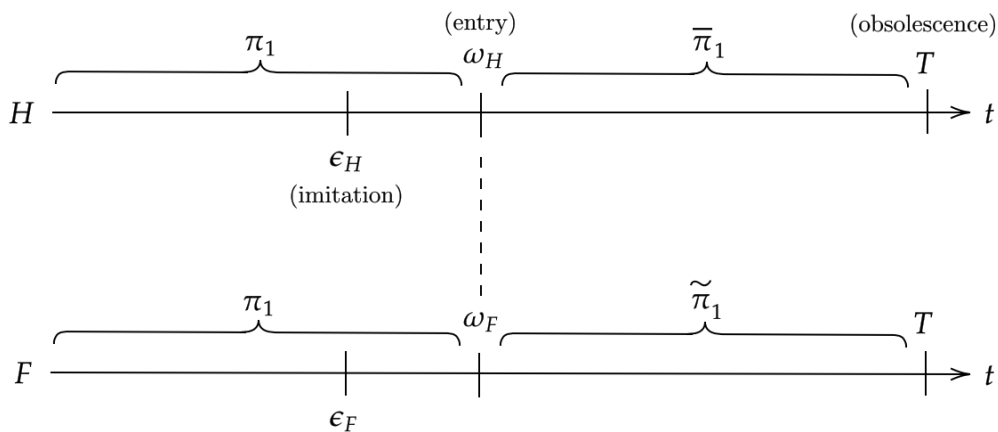 (entry)
(obsolescence)
π₁ ω_H π̅₁ T
H t
ϵ_H
(imitation)
π₁ ω_F π̃₁ T
F t
ϵ_F